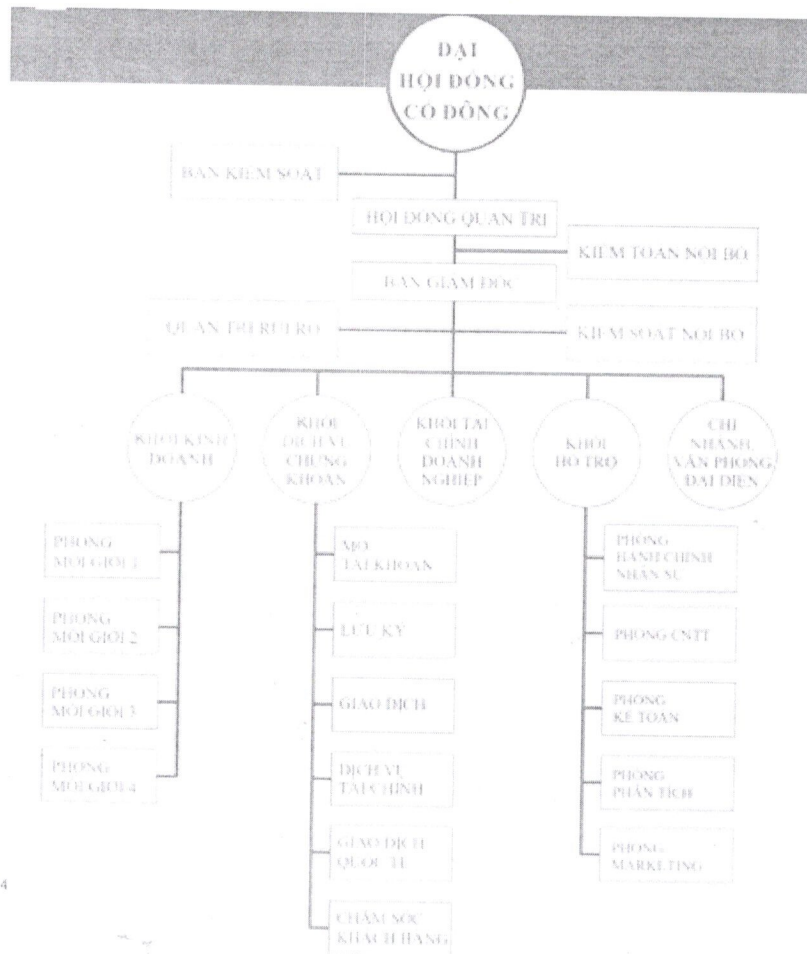 ĐẠI
HỘI ĐỒNG
CỔ ĐÔNG
BAN KIỂM SOÁT
HỘI ĐỒNG QUẢN TRỊ
KIỂM TOÁN NỘI BỘ
BAN GIÁM ĐỐC
QUẢN TRỊ RỦI RO
KIỂM SOÁT NỘI BỘ
KHỐI KINH
DOANH
KHỐI
DỊCH VỤ
CHỨNG
KHOÁN
KHỐI TÀI
CHÍNH
DOANH
NGHIỆP
KHỐI
HỖ TRỢ
CHI
NHÁNH,
VĂN PHÒNG
ĐẠI DIỆN
PHÒNG
MÔI GIỚI 1
PHÒNG
MÔI GIỚI 2
PHÒNG
MÔI GIỚI 3
PHÒNG
MÔI GIỚI 4
MỞ
TÀI KHOẢN
LƯU KÝ
GIAO DỊCH
DỊCH VỤ
TÀI CHÍNH
GIAO DỊCH
QUỐC TẾ
CHĂM SÓC
KHÁCH HÀNG
PHÒNG
HÀNH CHÍNH
NHÂN SỰ
PHÒNG CNTT
PHÒNG
KẾ TOÁN
PHÒNG
PHÂN TÍCH
PHÒNG
MARKETING
4